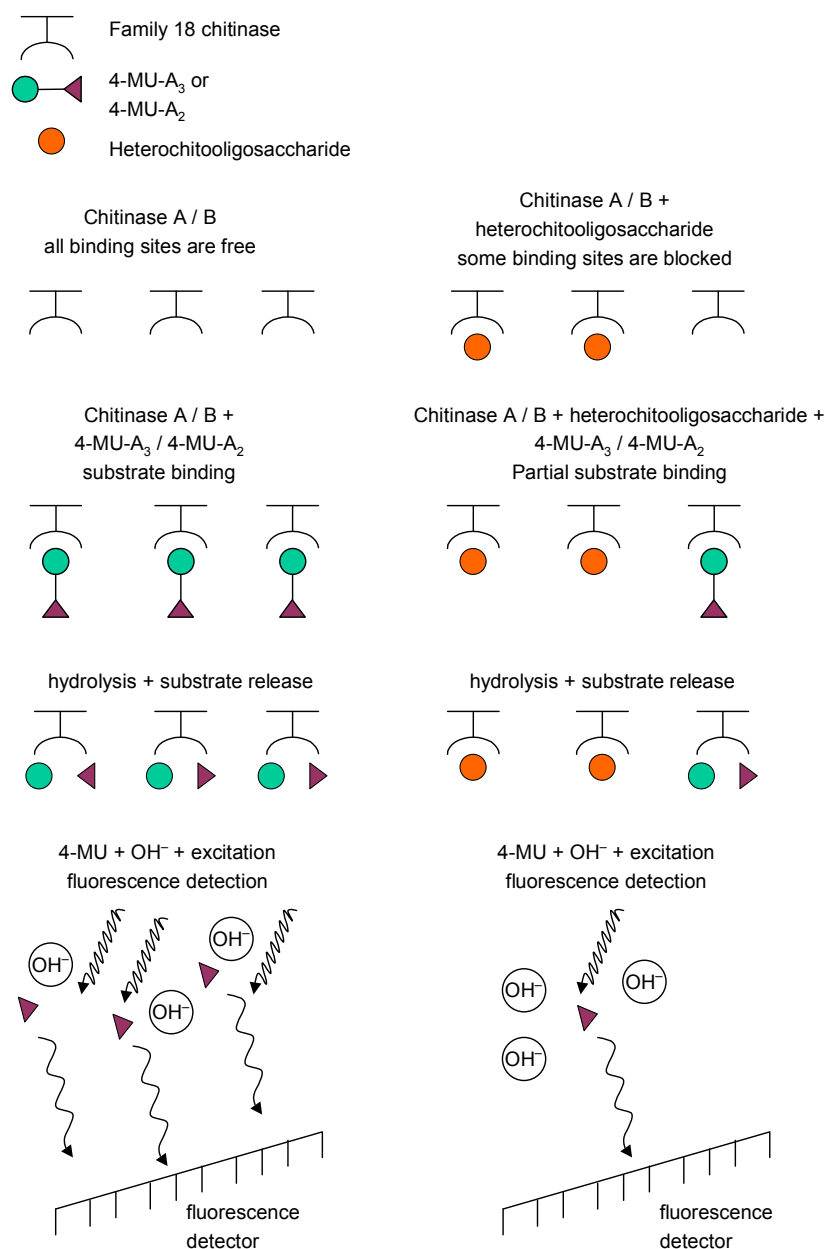 Family 18 chitinase
4-MU-A₃ or
4-MU-A₂
Heterochitooligosaccharide
Chitinase A / B
all binding sites are free
Chitinase A / B +
heterochitooligosaccharide
some binding sites are blocked
Chitinase A / B +
4-MU-A₃ / 4-MU-A₂
substrate binding
Chitinase A / B + heterochitooligosaccharide +
4-MU-A₃ / 4-MU-A₂
Partial substrate binding
hydrolysis + substrate release
hydrolysis + substrate release
4-MU + OH⁻ + excitation
fluorescence detection
4-MU + OH⁻ + excitation
fluorescence detection
OH⁻
OH⁻
OH⁻
OH⁻
OH⁻
OH⁻
fluorescence
detector
fluorescence
detector